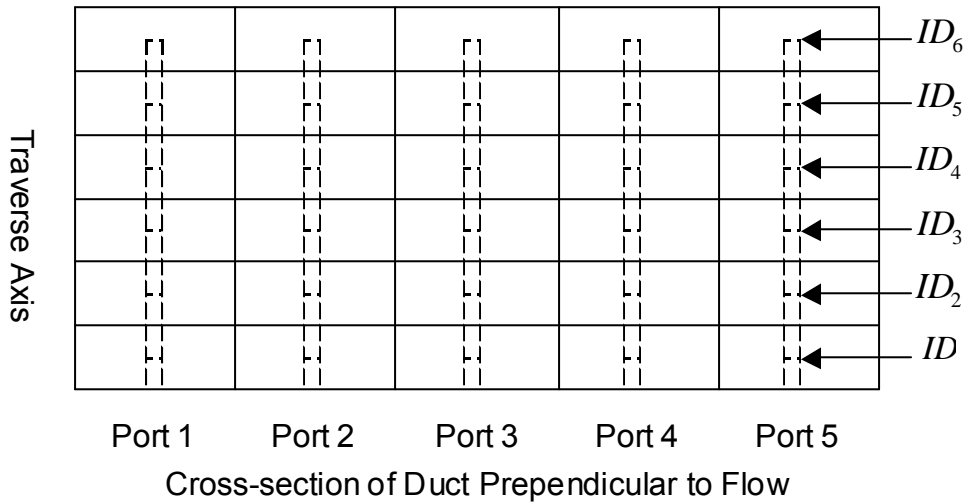 ID₆
ID₅
ID₄
ID₃
ID₂
ID
Traverse Axis
Port 1 Port 2 Port 3 Port 4 Port 5
Cross-section of Duct Prependicular to Flow